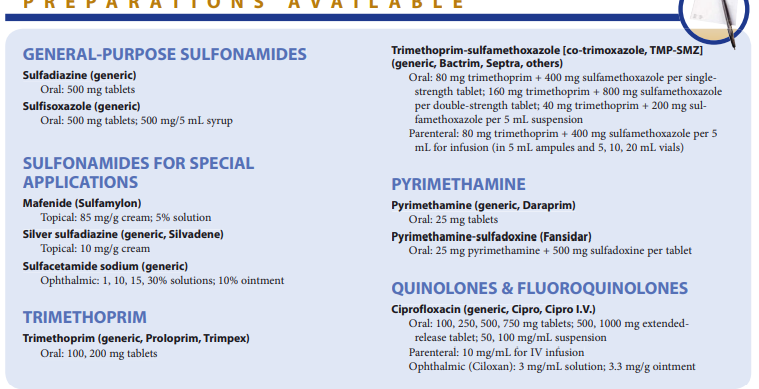 PREPARATIONS AVAILABLE
GENERAL-PURPOSE SULFONAMIDES
Sulfadiazine (generic)
Oral: 500 mg tablets
Sulfisoxazole (generic)
Oral: 500 mg tablets; 500 mg/5 mL syrup
SULFONAMIDES FOR SPECIAL
APPLICATIONS
Mafenide (Sulfamylon)
Topical: 85 mg/g cream; 5% solution
Silver sulfadiazine (generic, Silvadene)
Topical: 10 mg/g cream
Sulfacetamide sodium (generic)
Ophthalmic: 1, 10, 15, 30% solutions; 10% ointment
TRIMETHOPRIM
Trimethoprim (generic, Proloprim, Trimpex)
Oral: 100, 200 mg tablets
Trimethoprim-sulfamethoxazole [co-trimoxazole, TMP-SMZ]
(generic, Bactrim, Septra, others)
Oral: 80 mg trimethoprim + 400 mg sulfamethoxazole per single-
strength tablet; 160 mg trimethoprim + 800 mg sulfamethoxazole
per double-strength tablet; 40 mg trimethoprim + 200 mg sul-
famethoxazole per 5 mL suspension
Parenteral: 80 mg trimethoprim + 400 mg sulfamethoxazole per 5
mL for infusion (in 5 mL ampules and 5, 10, 20 mL vials)
PYRIMETHAMINE
Pyrimethamine (generic, Daraprim)
Oral: 25 mg tablets
Pyrimethamine-sulfadoxine (Fansidar)
Oral: 25 mg pyrimethamine + 500 mg sulfadoxine per tablet
QUINOLONES & FLUOROQUINOLONES
Ciprofloxacin (generic, Cipro, Cipro I.V.)
Oral: 100, 250, 500, 750 mg tablets; 500, 1000 mg extended-
release tablet; 50, 100 mg/mL suspension
Parenteral: 10 mg/mL for IV infusion
Ophthalmic (Ciloxan): 3 mg/mL solution; 3.3 mg/g ointment